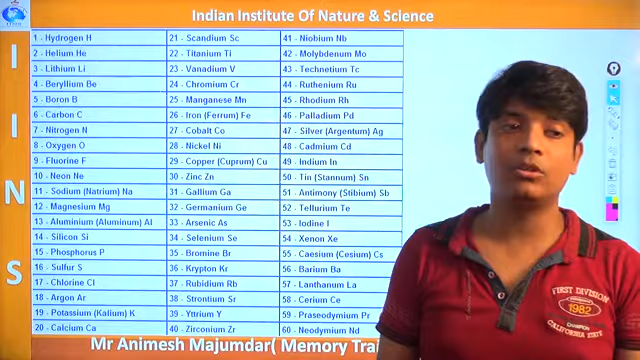 Indian Institute Of Nature & Science
I
I
N
S
1 - Hydrogen H
2 - Helium He
3 - Lithium Li
4 - Beryllium Be
5 - Boron B
6 - Carbon C
7 - Nitrogen N
8 - Oxygen O
9 - Fluorine F
10 - Neon Ne
11 - Sodium (Natrium) Na
12 - Magnesium Mg
13 - Aluminium (Aluminum) Al
14 - Silicon Si
15 - Phosphorus P
16 - Sulfur S
17 - Chlorine Cl
18 - Argon Ar
19 - Potassium (Kalium) K
20 - Calcium Ca
21 - Scandium Sc
22 - Titanium Ti
23 - Vanadium V
24 - Chromium Cr
25 - Manganese Mn
26 - Iron (Ferrum) Fe
27 - Cobalt Co
28 - Nickel Ni
29 - Copper (Cuprum) Cu
30 - Zinc Zn
31 - Gallium Ga
32 - Germanium Ge
33 - Arsenic As
34 - Selenium Se
35 - Bromine Br
36 - Krypton Kr
37 - Rubidium Rb
38 - Strontium Sr
39 - Yttrium Y
40 - Zirconium Zr
41 - Niobium Nb
42 - Molybdenum Mo
43 - Technetium Tc
44 - Ruthenium Ru
45 - Rhodium Rh
46 - Palladium Pd
47 - Silver (Argentum) Ag
48 - Cadmium Cd
49 - Indium In
50 - Tin (Stannum) Sn
51 - Antimony (Stibium) Sb
52 - Tellurium Te
53 - Iodine I
54 - Xenon Xe
55 - Caesium (Cesium) Cs
56 - Barium Ba
57 - Lanthanum La
58 - Cerium Ce
59 - Praseodymium Pr
60 - Neodymium Nd
Mr Animesh Majumdar( Memory Trai
FIRST DIVISION
1982
CHAMPION
CALIFORNIA STATE